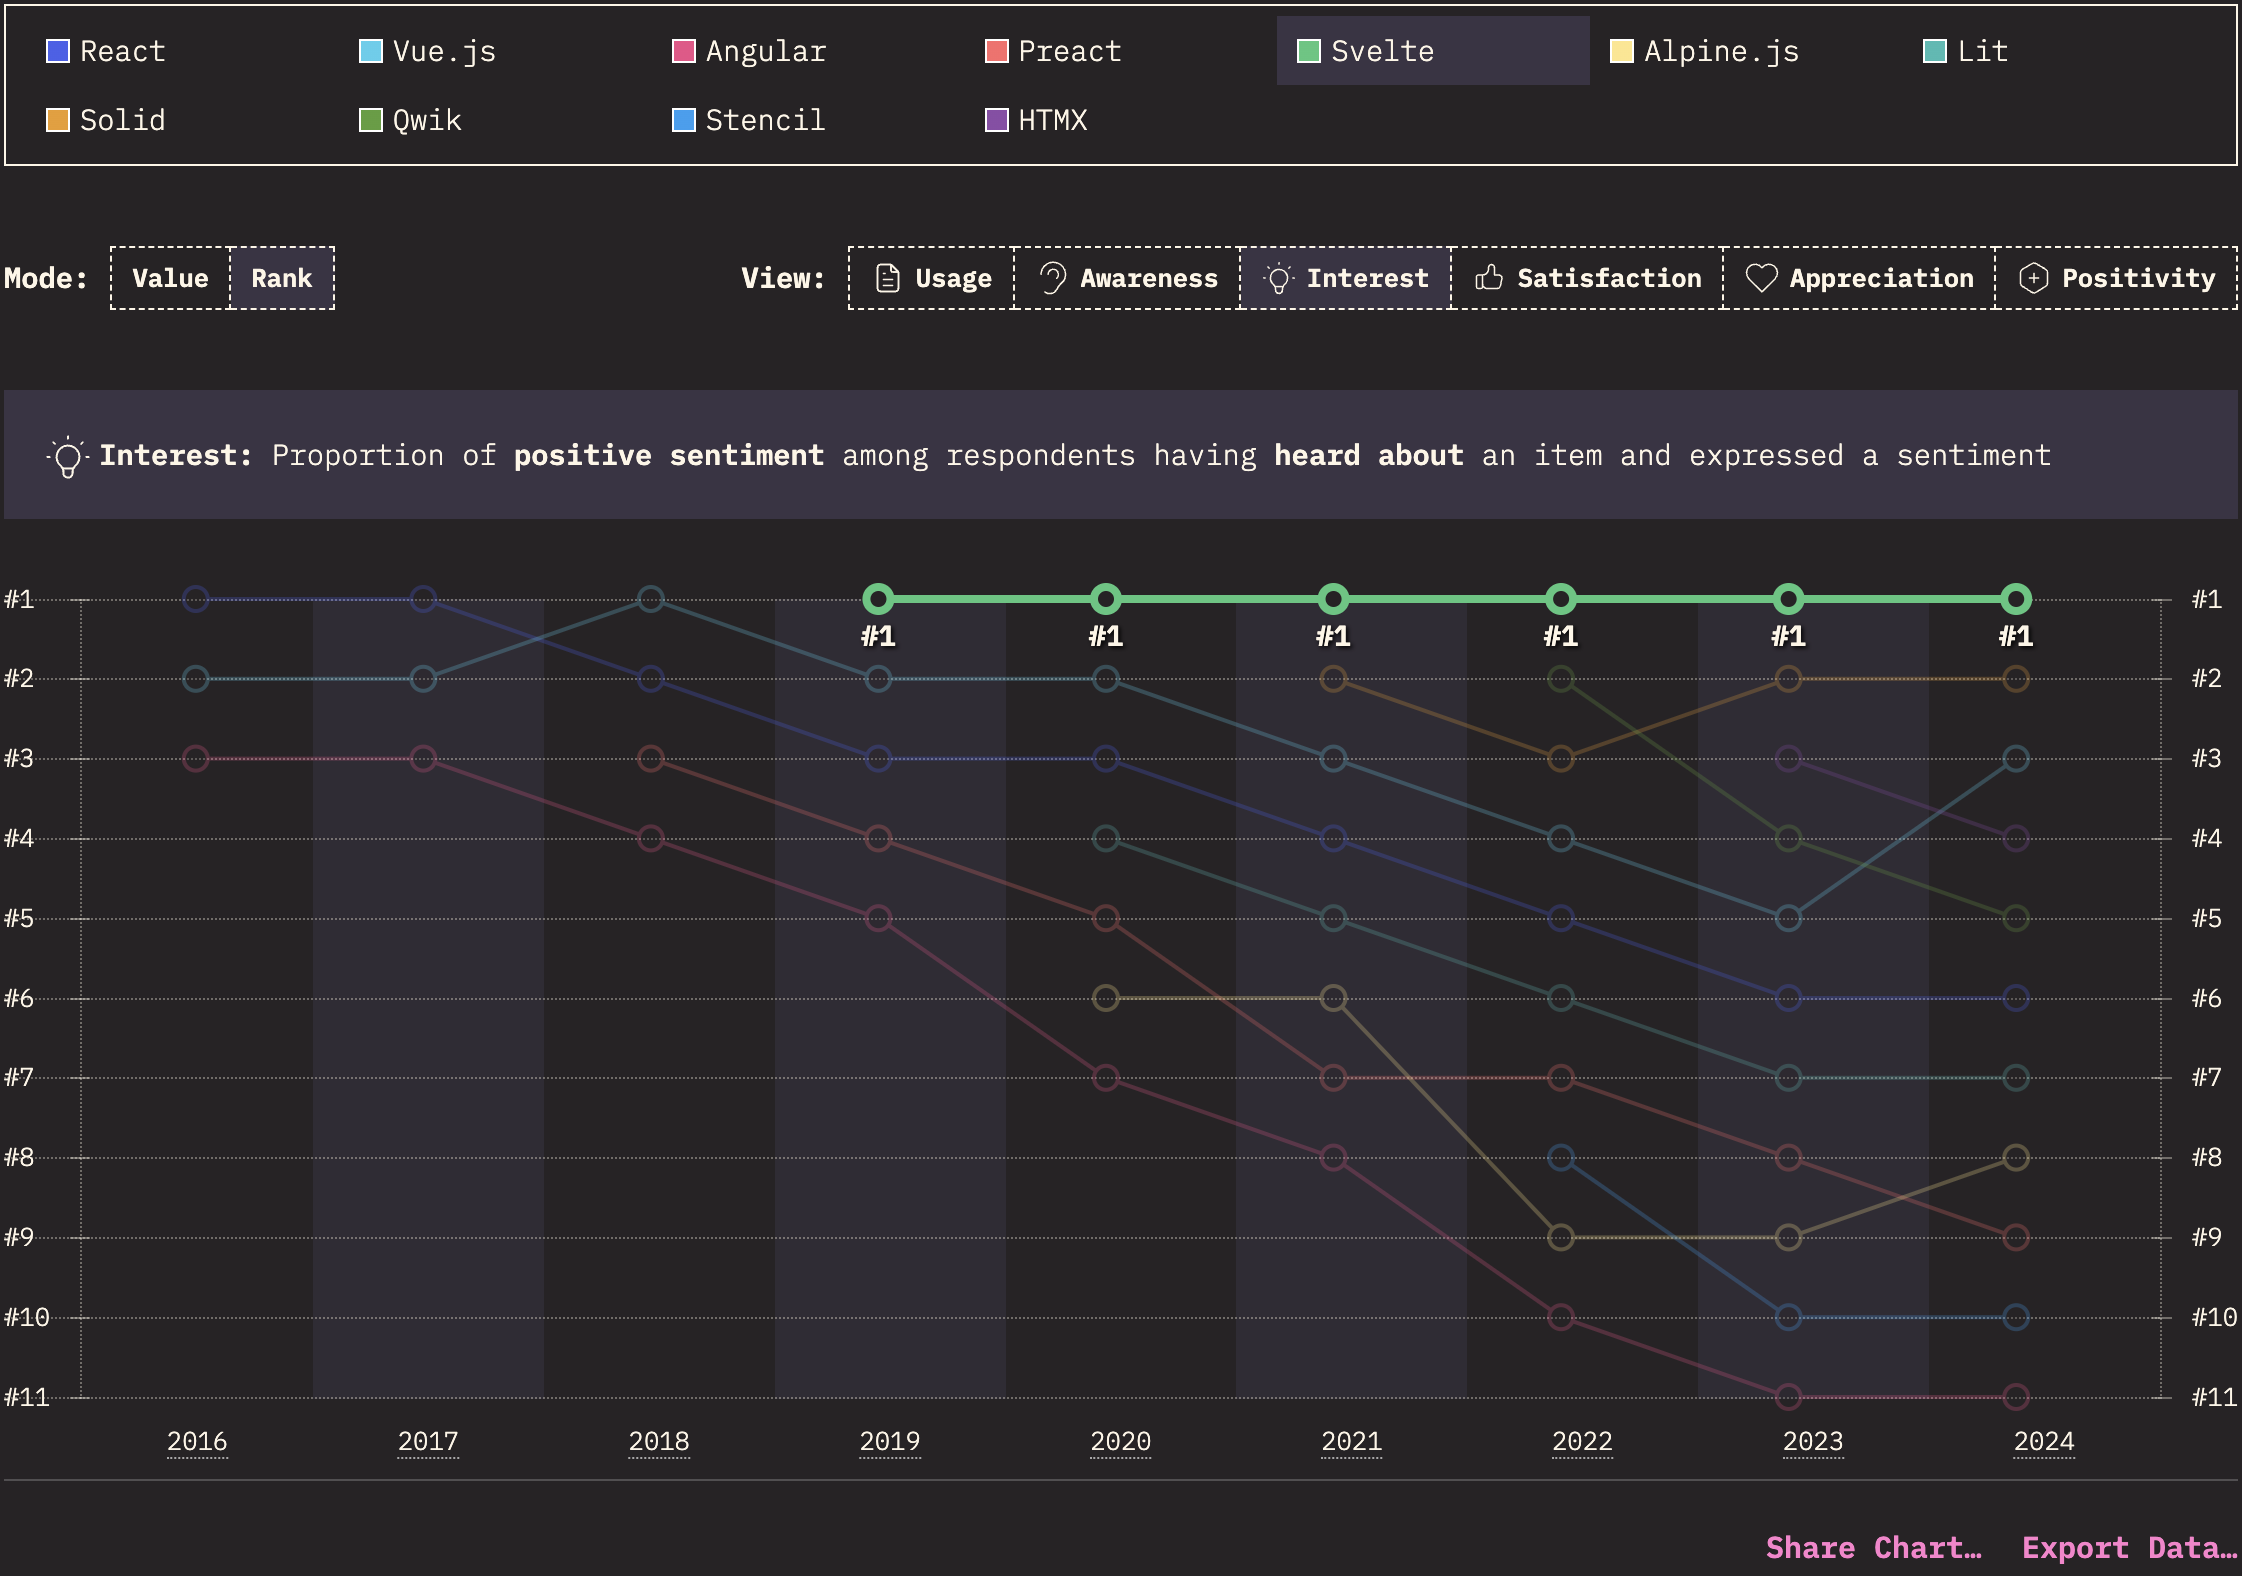 React Vue.js Angular Preact Svelte Alpine.js Lit
Solid Qwik Stencil HTMX
Mode: Value Rank View: Usage Awareness Interest Satisfaction Appreciation Positivity
Interest: Proportion of positive sentiment among respondents having heard about an item and expressed a sentiment
#1 #1
#1 #1 #1 #1 #1 #1
#2 #2
#3 #3
#4 #4
#5 #5
#6 #6
#7 #7
#8 #8
#9 #9
#10 #10
#11 #11
2016 2017 2018 2019 2020 2021 2022 2023 2024
Share Chart… Export Data…